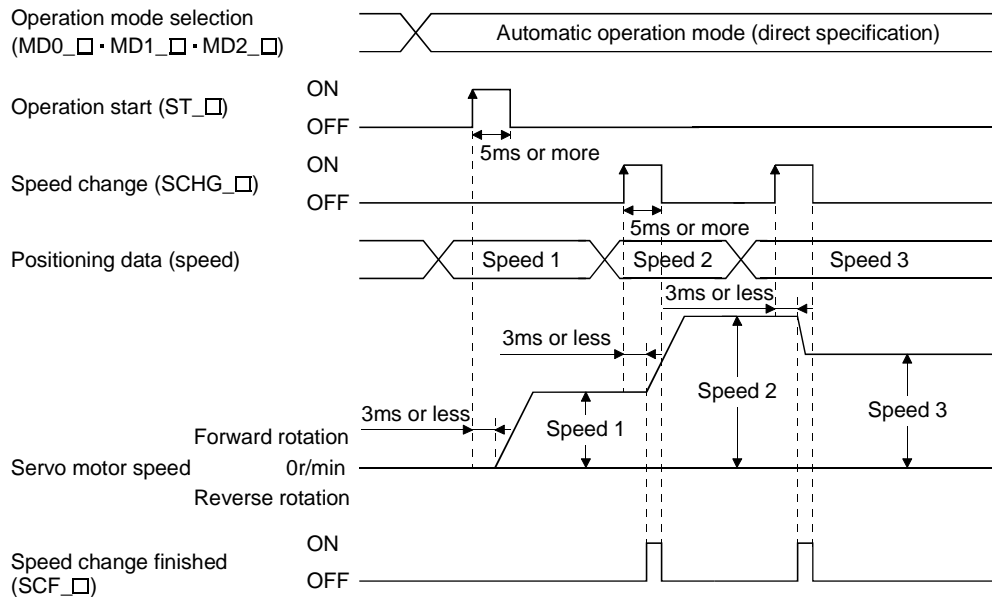 Operation mode selection
(MD0_□ · MD1_□ · MD2_□)
Automatic operation mode (direct specification)
Operation start (ST_□)
ON
OFF
5ms or more
Speed change (SCHG_□)
ON
OFF
5ms or more
Positioning data (speed)
Speed 1
Speed 2
Speed 3
3ms or less
3ms or less
Speed 2
Speed 3
3ms or less
Speed 1
Forward rotation
Servo motor speed
0r/min
Reverse rotation
Speed change finished
(SCF_□)
ON
OFF